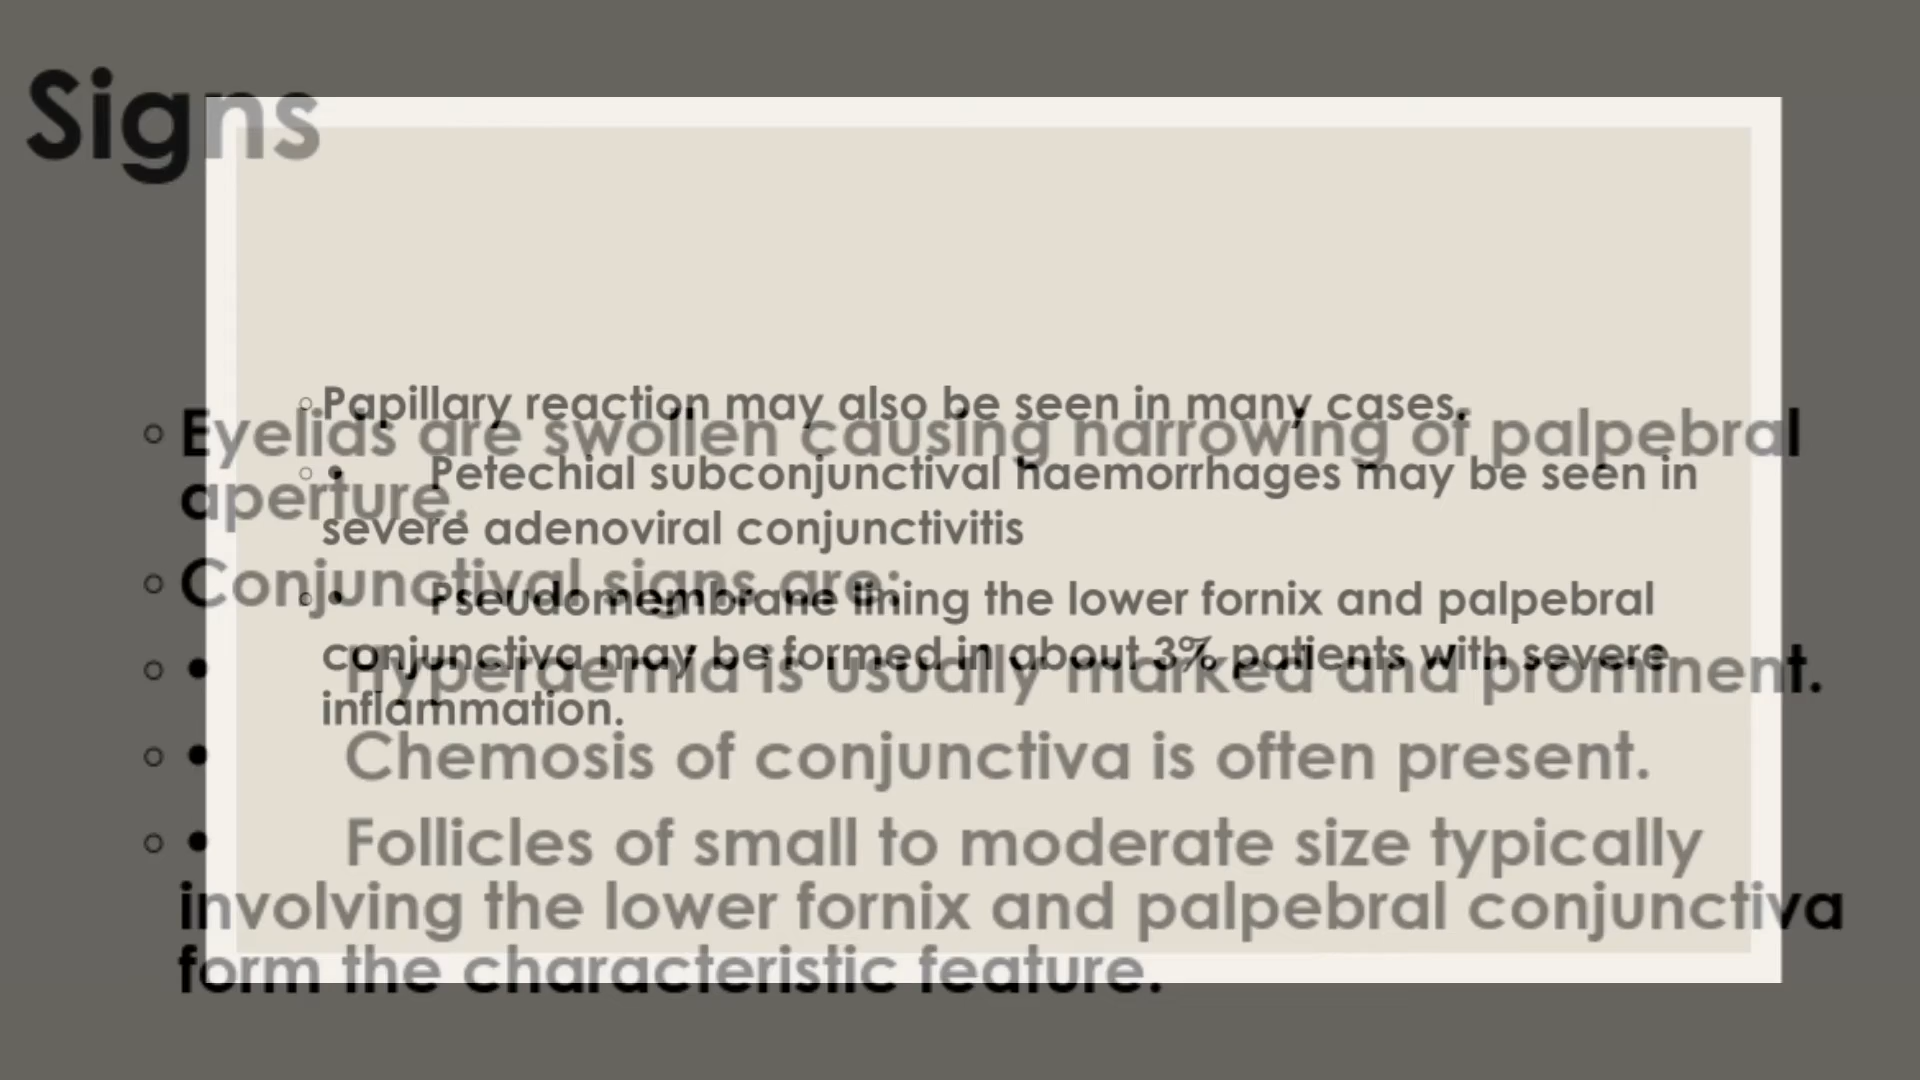 Signs
○ Eyelids are swollen causing narrowing of palpebral
aperture.
○ Conjunctival signs are:
○ • Hyperaemia is usually marked and prominent.
○ • Chemosis of conjunctiva is often present.
○ • Follicles of small to moderate size typically
involving the lower fornix and palpebral conjunctiva
form the characteristic feature.
○ Papillary reaction may also be seen in many cases.
○ • Petechial subconjunctival haemorrhages may be seen in
severe adenoviral conjunctivitis
○ • Pseudomembrane lining the lower fornix and palpebral
conjunctiva may be formed in about 3% patients with severe
inflammation.